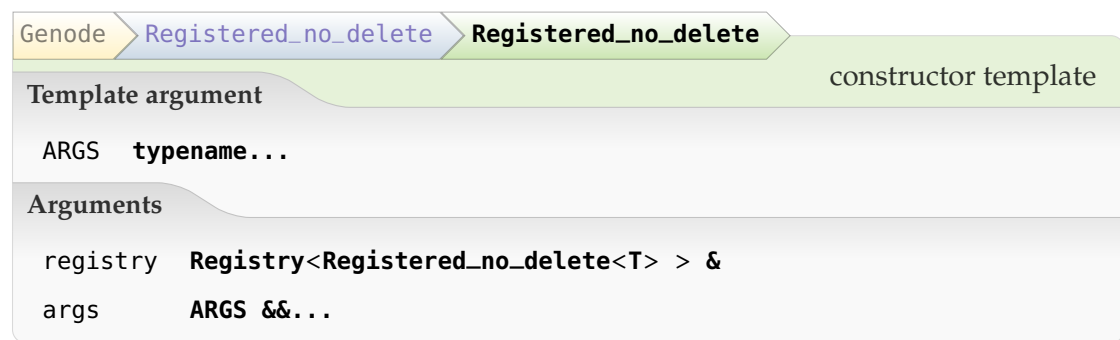 Genode Registered_no_delete Registered_no_delete
constructor template
Template argument
ARGS typename...
Arguments
registry Registry<Registered_no_delete<T> > &
args ARGS &&...